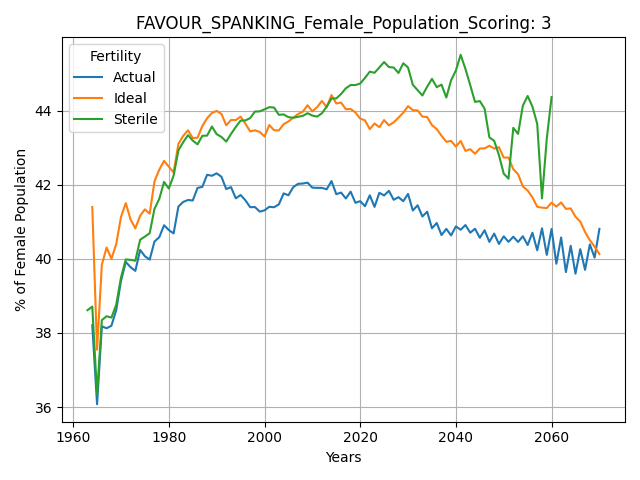 FAVOUR_SPANKING_Female_Population_Scoring: 3
Fertility
Actual
Ideal
Sterile
% of Female Population
44
42
40
38
36
1960 1980 2000 2020 2040 2060
Years